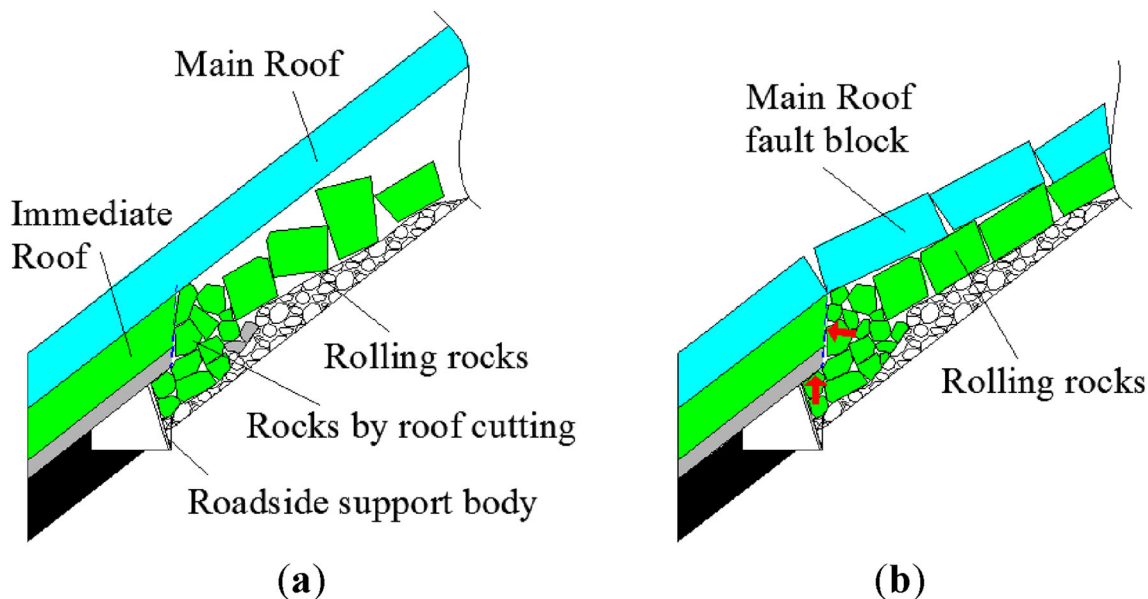 Main Roof
Immediate
Roof
Rolling rocks
Rocks by roof cutting
Roadside support body
(a)
Main Roof
fault block
Rolling rocks
(b)